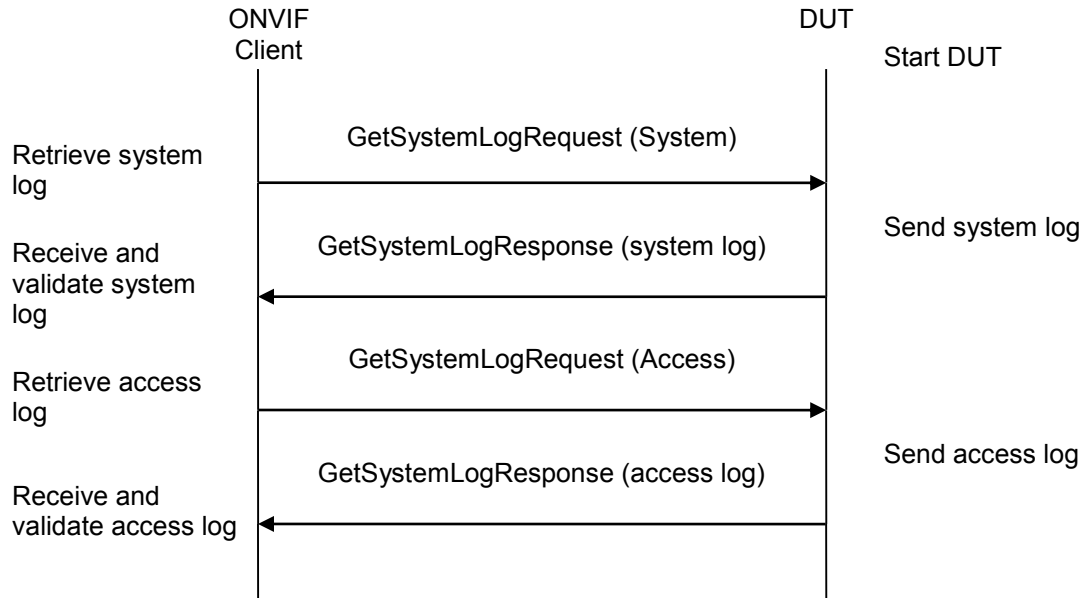 ONVIF
Client
DUT
Start DUT
GetSystemLogRequest (System)
Retrieve system
log
Send system log
GetSystemLogResponse (system log)
Receive and
validate system
log
GetSystemLogRequest (Access)
Retrieve access
log
Send access log
GetSystemLogResponse (access log)
Receive and
validate access log